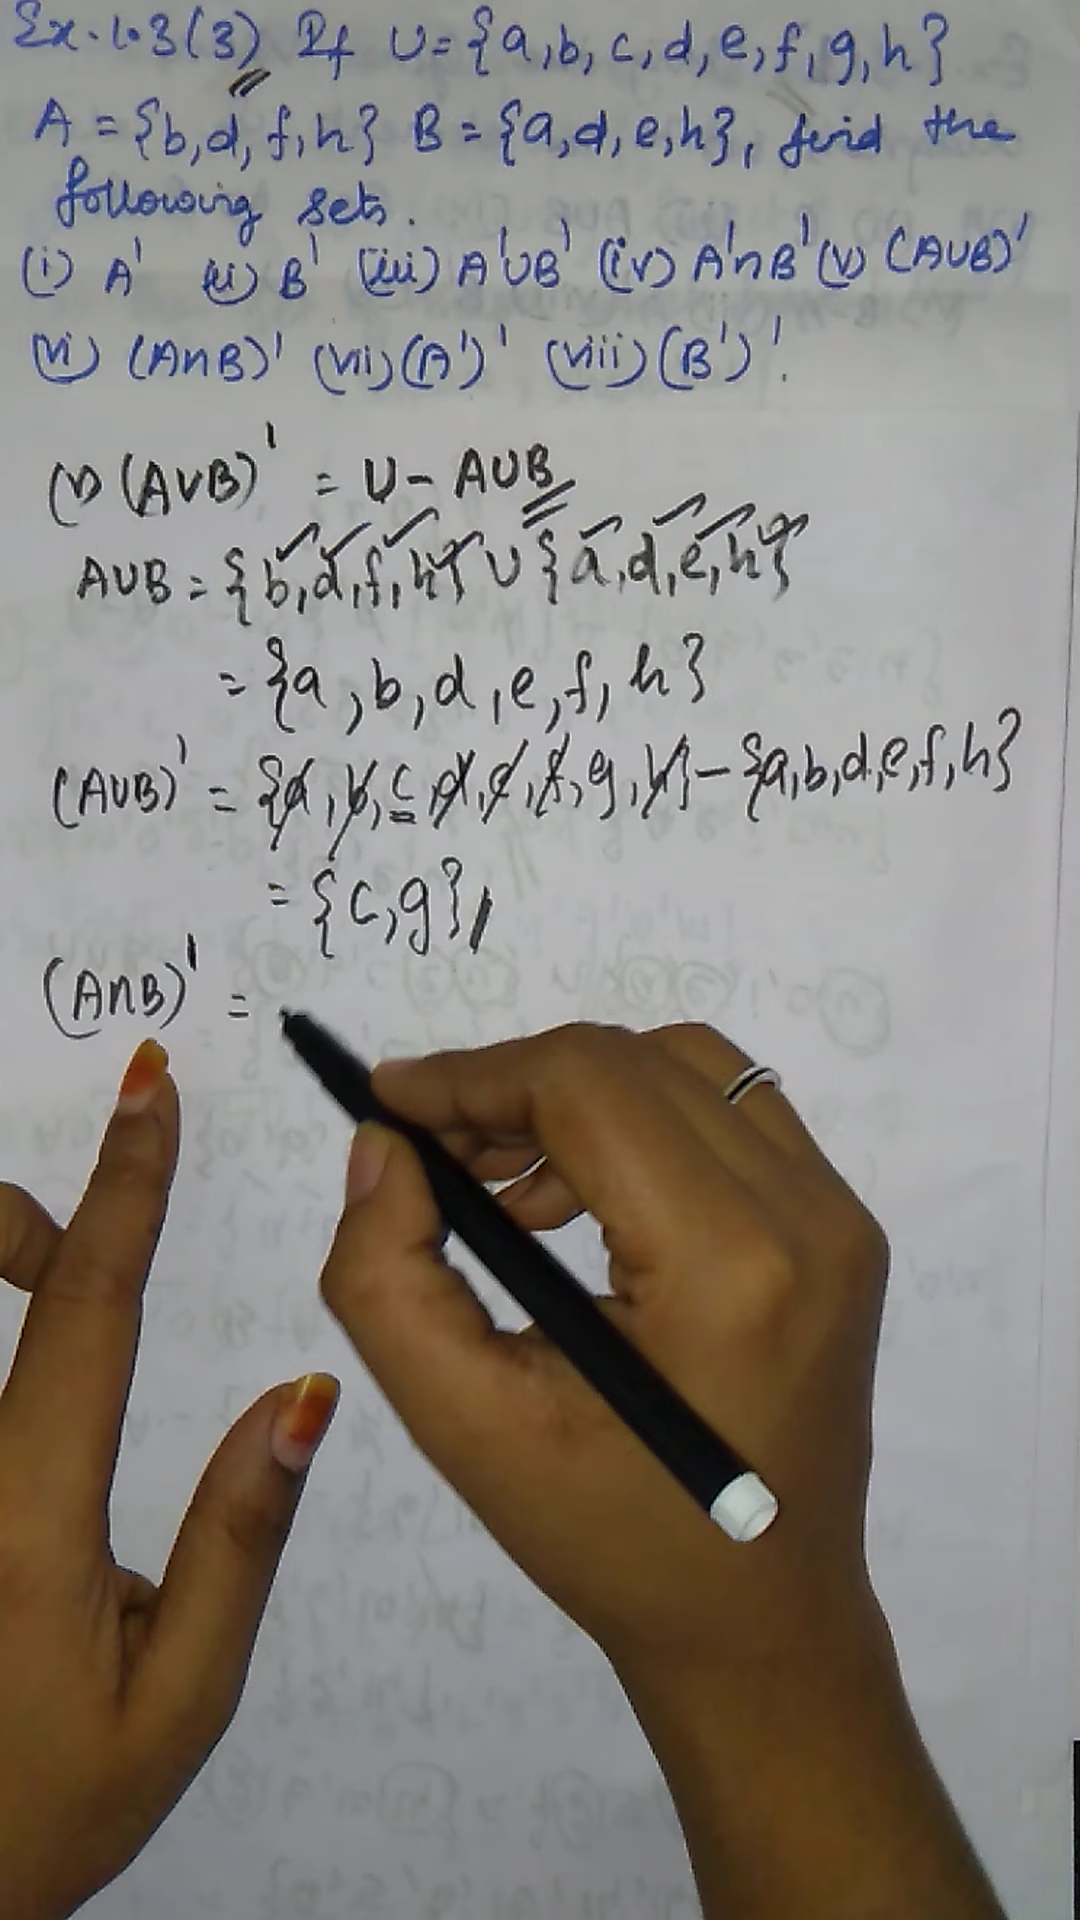 Ex. 1.3(3) If U={a,b,c,d,e,f,g,h}
A={b,d,f,h} B={a,d,e,h}, find the
following sets.
(i) A' ii) B' (iii) A'∪B' (iv) A'∩B' (v) (A∪B)'
(vi) (A∩B)' (vii) (A')' (viii) (B')'.
(v) (A∪B)' = U - A∪B
A∪B = {b,d,f,h} ∪ {a,d,e,h}
= {a,b,d,e,f,h}
(A∪B)' = {a,b,c,d,e,f,g,h} - {a,b,d,e,f,h}
= {c,g}
(A∩B)' =